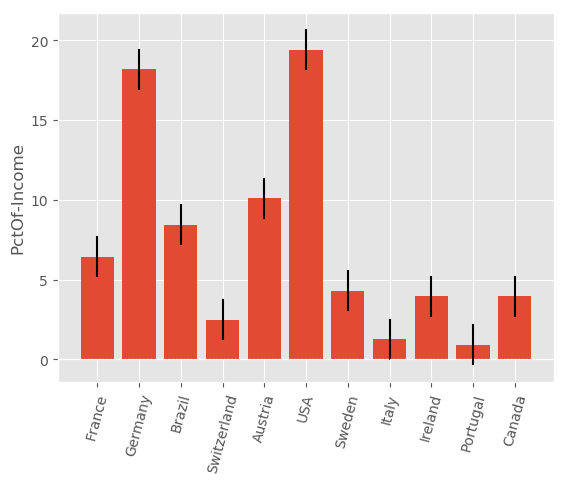 PctOf-Income
20
15
10
5
0
France
Germany
Brazil
Switzerland
Austria
USA
Sweden
Italy
Ireland
Portugal
Canada